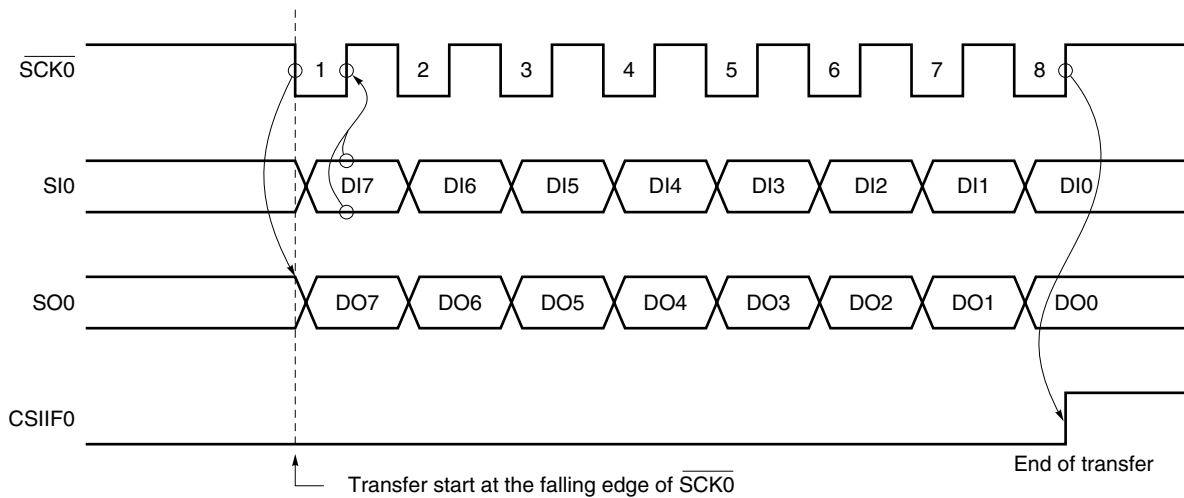 SCK0 1 2 3 4 5 6 7 8
SI0 DI7 DI6 DI5 DI4 DI3 DI2 DI1 DI0
SO0 DO7 DO6 DO5 DO4 DO3 DO2 DO1 DO0
CSIIF0
End of transfer
Transfer start at the falling edge of SCK0